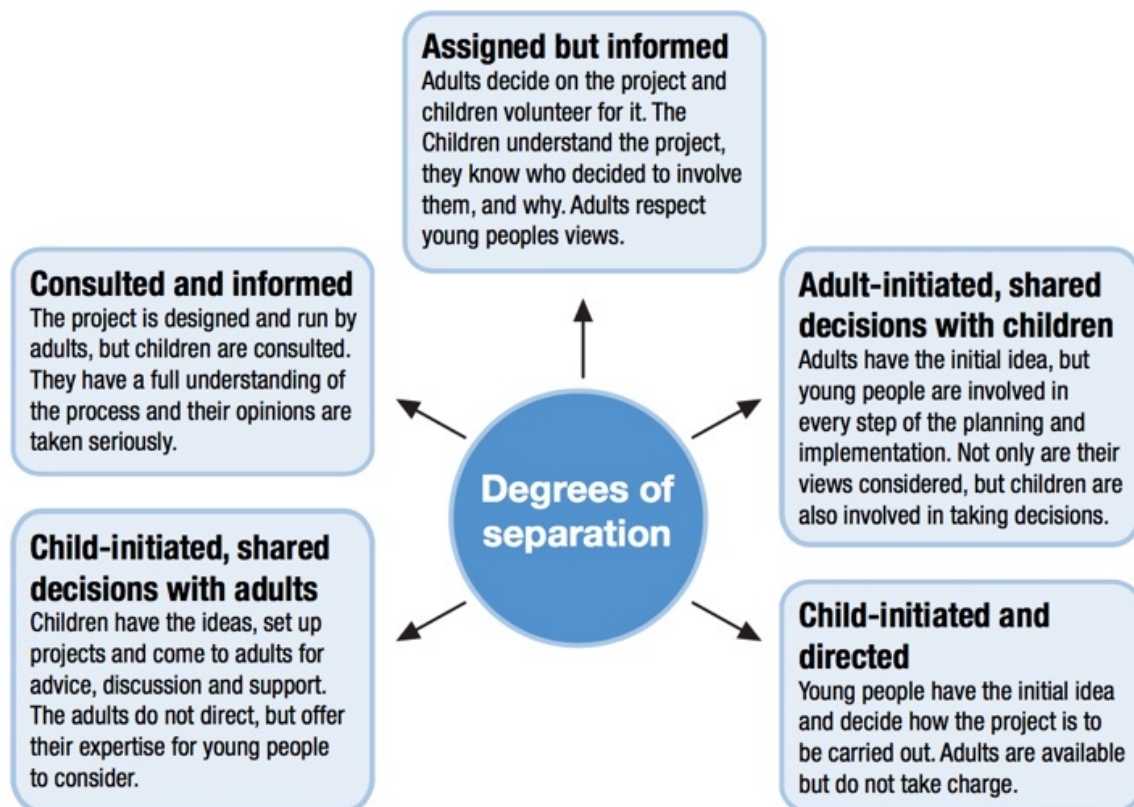 Assigned but informed
Adults decide on the project and
children volunteer for it. The
Children understand the project,
they know who decided to involve
them, and why. Adults respect
young peoples views.
Consulted and informed
The project is designed and run by
adults, but children are consulted.
They have a full understanding of
the process and their opinions are
taken seriously.
Adult-initiated, shared
decisions with children
Adults have the initial idea, but
young people are involved in
every step of the planning and
implementation. Not only are their
views considered, but children are
also involved in taking decisions.
Degrees of
separation
Child-initiated, shared
decisions with adults
Children have the ideas, set up
projects and come to adults for
advice, discussion and support.
The adults do not direct, but offer
their expertise for young people
to consider.
Child-initiated and
directed
Young people have the initial idea
and decide how the project is to
be carried out. Adults are available
but do not take charge.